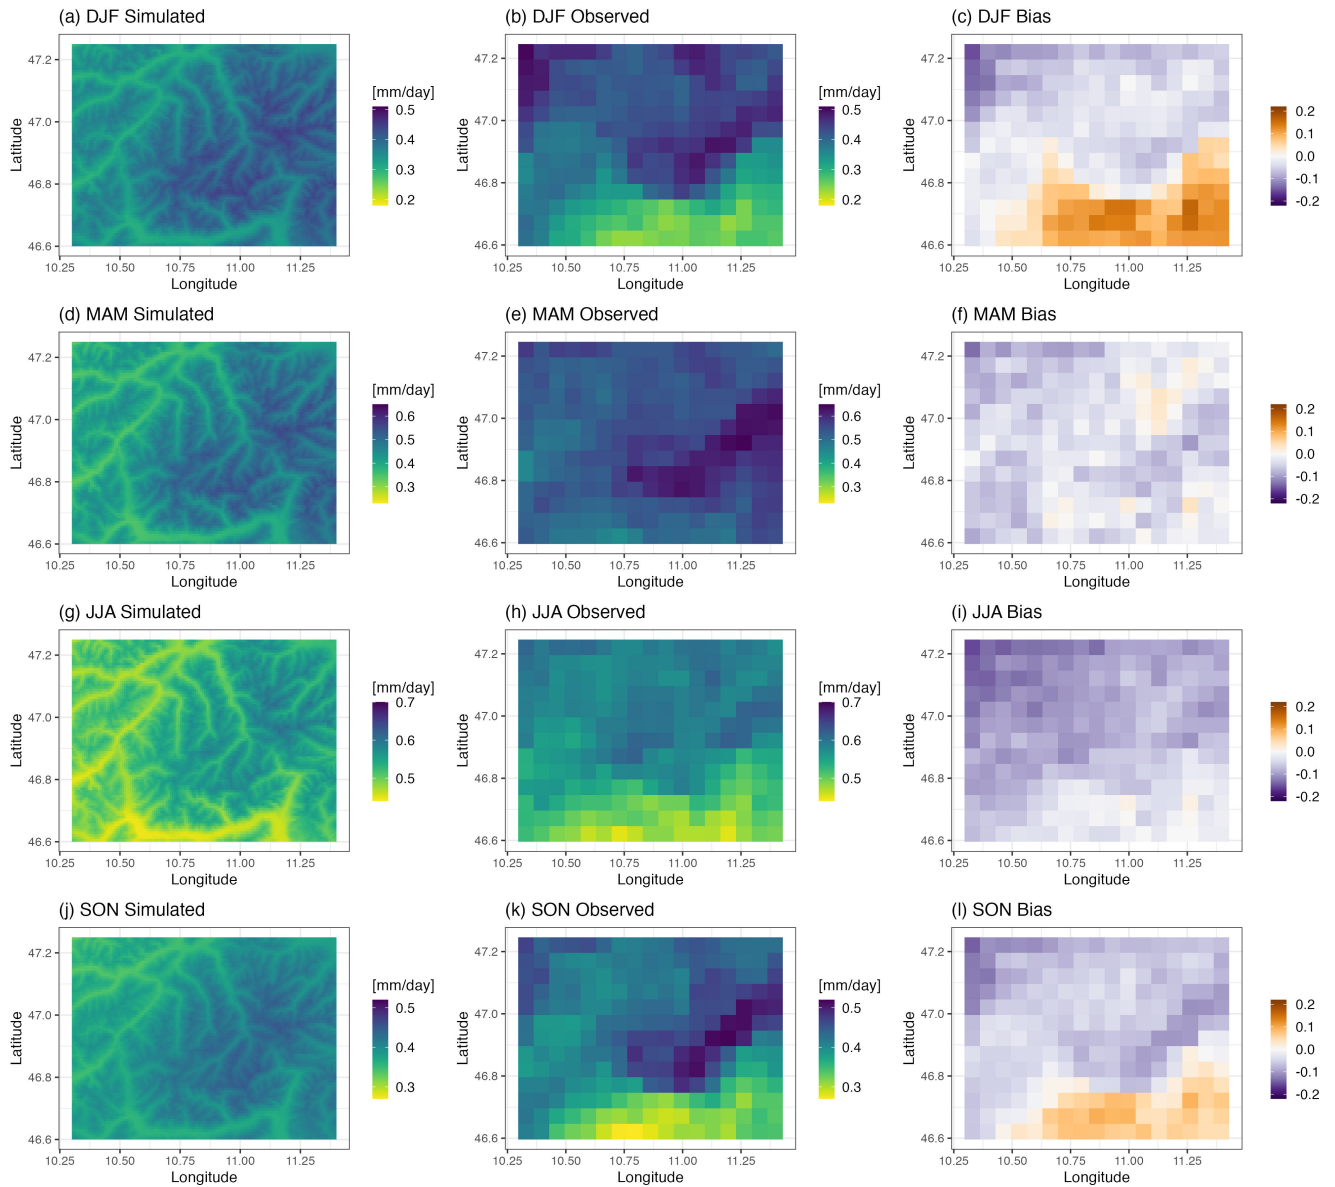 (a) DJF Simulated
(b) DJF Observed
(c) DJF Bias
47.2
47.0
46.8
46.6
Latitude
10.25 10.50 10.75 11.00 11.25
Longitude
[mm/day]
0.5
0.4
0.3
0.2
47.2
47.0
46.8
46.6
Latitude
10.25 10.50 10.75 11.00 11.25
Longitude
[mm/day]
0.5
0.4
0.3
0.2
47.2
47.0
46.8
46.6
Latitude
10.25 10.50 10.75 11.00 11.25
Longitude
0.2
0.1
0.0
-0.1
-0.2
(d) MAM Simulated
(e) MAM Observed
(f) MAM Bias
47.2
47.0
46.8
46.6
Latitude
10.25 10.50 10.75 11.00 11.25
Longitude
[mm/day]
0.6
0.5
0.4
0.3
47.2
47.0
46.8
46.6
Latitude
10.25 10.50 10.75 11.00 11.25
Longitude
[mm/day]
0.6
0.5
0.4
0.3
47.2
47.0
46.8
46.6
Latitude
10.25 10.50 10.75 11.00 11.25
Longitude
0.2
0.1
0.0
-0.1
-0.2
(g) JJA Simulated
(h) JJA Observed
(i) JJA Bias
47.2
47.0
46.8
46.6
Latitude
10.25 10.50 10.75 11.00 11.25
Longitude
[mm/day]
0.7
0.6
0.5
47.2
47.0
46.8
46.6
Latitude
10.25 10.50 10.75 11.00 11.25
Longitude
[mm/day]
0.7
0.6
0.5
47.2
47.0
46.8
46.6
Latitude
10.25 10.50 10.75 11.00 11.25
Longitude
0.2
0.1
0.0
-0.1
-0.2
(j) SON Simulated
(k) SON Observed
(l) SON Bias
47.2
47.0
46.8
46.6
Latitude
10.25 10.50 10.75 11.00 11.25
Longitude
[mm/day]
0.5
0.4
0.3
47.2
47.0
46.8
46.6
Latitude
10.25 10.50 10.75 11.00 11.25
Longitude
[mm/day]
0.5
0.4
0.3
47.2
47.0
46.8
46.6
Latitude
10.25 10.50 10.75 11.00 11.25
Longitude
0.2
0.1
0.0
-0.1
-0.2